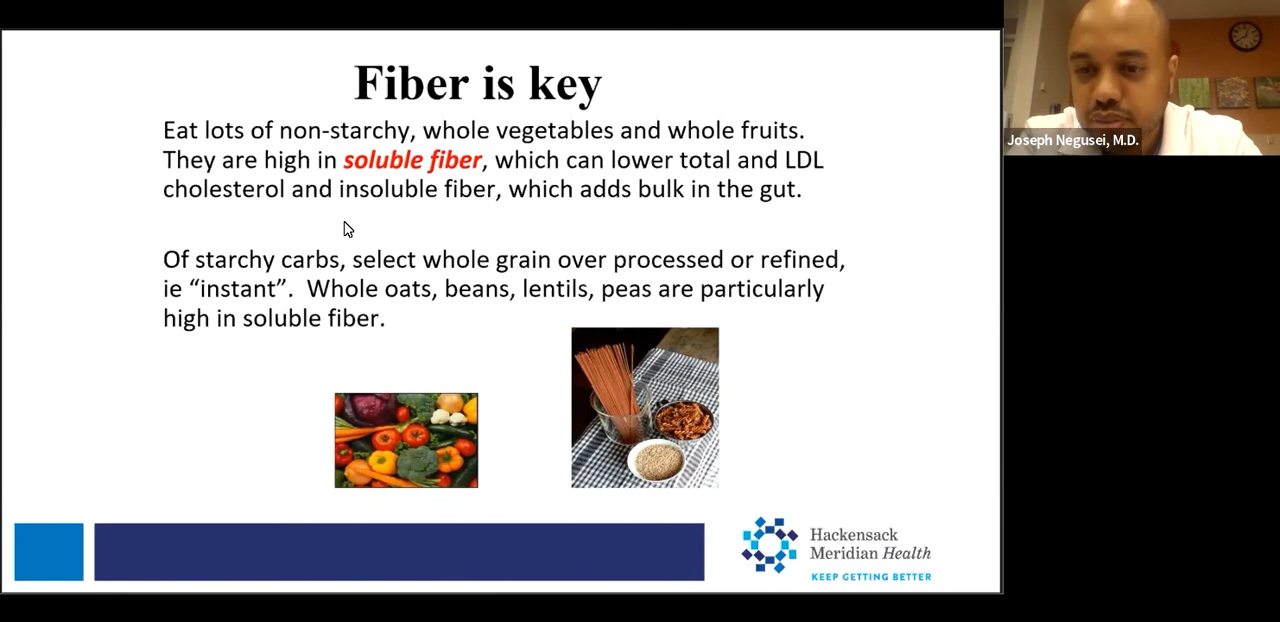 Fiber is key
Eat lots of non-starchy, whole vegetables and whole fruits.
They are high in soluble fiber, which can lower total and LDL
cholesterol and insoluble fiber, which adds bulk in the gut.
Of starchy carbs, select whole grain over processed or refined,
ie “instant”.  Whole oats, beans, lentils, peas are particularly
high in soluble fiber.
Hackensack
Meridian Health
KEEP GETTING BETTER
Joseph Negusei, M.D.